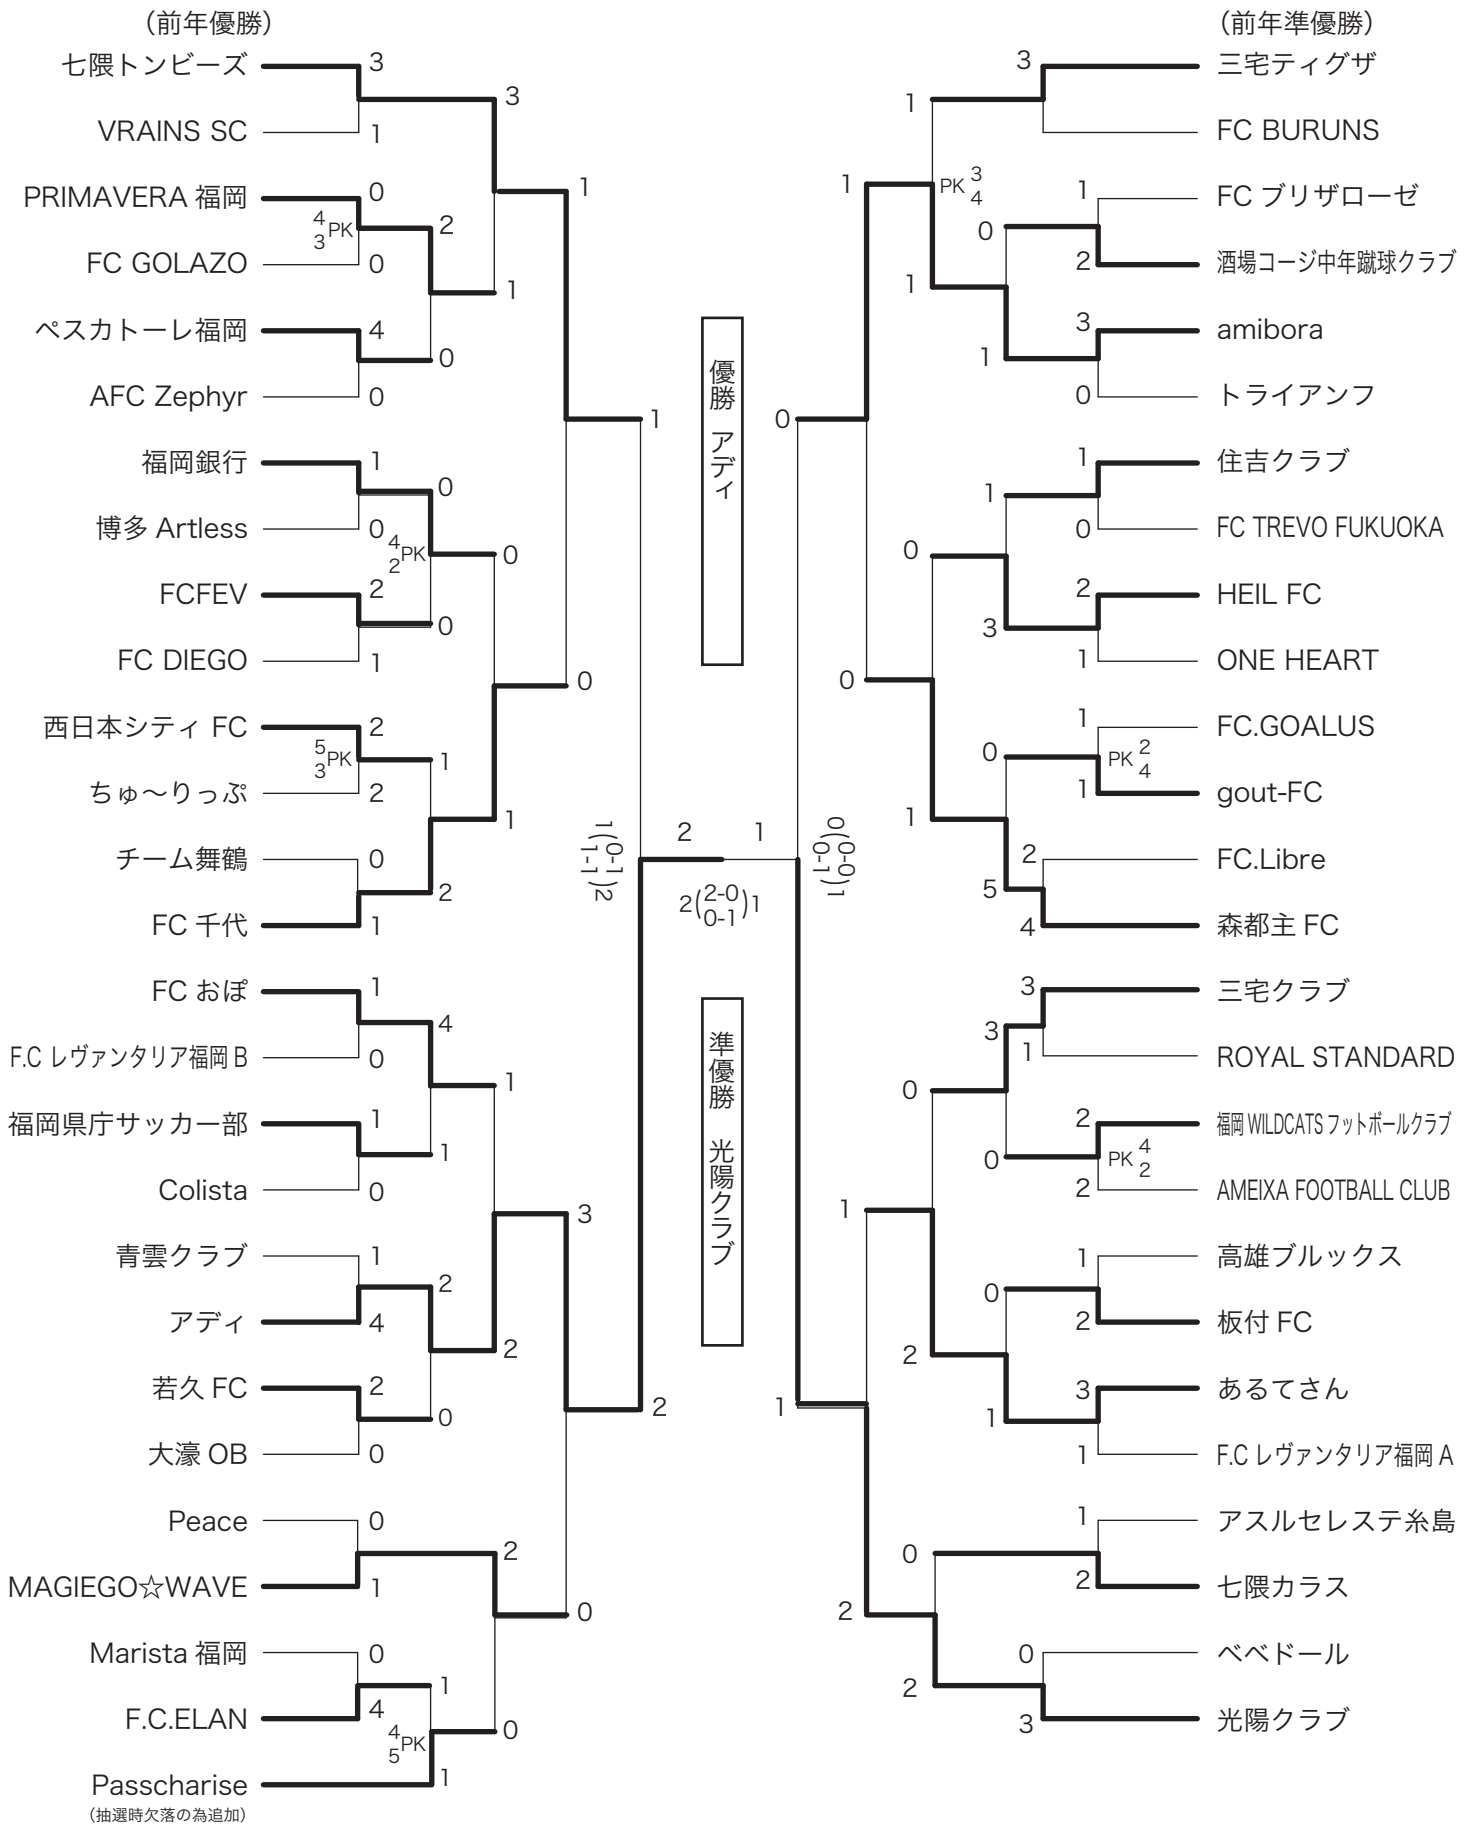 (前年優勝)
七隈トンビーズ
3
3
VRAINS SC
1
PRIMAVERA 福岡
0
4
3
PK
2
1
FC GOLAZO
0
1
ペスカトーレ福岡
4
0
AFC Zephyr
0
1
福岡銀行
1
0
博多 Artless
0
4
2
PK
0
FCFEV
2
0
FC DIEGO
1
0
西日本シティ FC
2
5
3
PK
1
ちゅ〜りっぷ
2
1
チーム舞鶴
0
2
FC 千代
1
FC おぽ
1
4
F.C レヴァンタリア福岡 B
0
1
福岡県庁サッカー部
1
1
Colista
0
3
青雲クラブ
1
2
アディ
4
2
若久 FC
2
0
2
大濠 OB
0
Peace
0
2
MAGIEGO☆WAVE
1
0
Marista 福岡
0
1
F.C.ELAN
4
4
5
PK
0
Passcharise
1
(抽選時欠落の為追加)
優勝 アディ
1(0-1
1-1)2
2
1
2(2-0
0-1)1
0(0-0
0-1)1
準優勝 光陽クラブ
(前年準優勝)
3
三宅ティグザ
1
FC BURUNS
1
PK
3
4
1
FC ブリザローゼ
0
2
酒場コージ中年蹴球クラブ
1
3
amibora
1
0
トライアンフ
0
1
住吉クラブ
1
0
FC TREVO FUKUOKA
0
2
HEIL FC
3
1
ONE HEART
0
1
FC.GOALUS
0
PK
2
4
1
gout-FC
1
2
FC.Libre
5
4
森都主 FC
3
三宅クラブ
3
1
ROYAL STANDARD
0
2
福岡 WILDCATS フットボールクラブ
0
PK
4
2
2
AMEIXA FOOTBALL CLUB
1
1
高雄ブルックス
0
2
板付 FC
2
3
あるてさん
1
1
1
F.C レヴァンタリア福岡 A
1
アスルセレステ糸島
0
2
七隈カラス
2
0
ベベドール
2
3
光陽クラブ